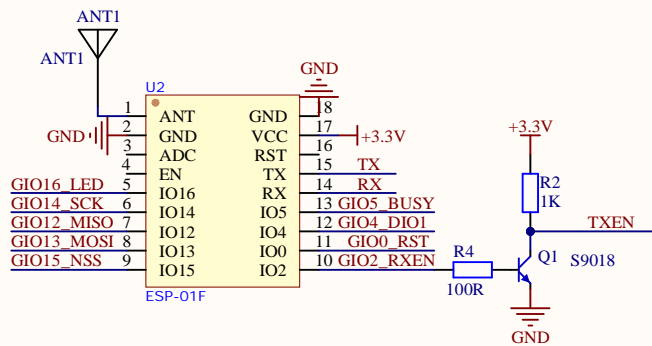 ANT1
ANT1
U2
GND
1 ANT GND 18
GND 2 GND VCC 17 +3.3V
3 ADC RST 16
4 EN TX 15 TX
GIO16_LED 5 IO16 RX 14 RX
GIO14_SCK 6 IO14 IO5 13 GIO5_BUSY
GIO12_MISO 7 IO12 IO4 12 GIO4_DIO1
GIO13_MOSI 8 IO13 IO0 11 GIO0_RST
GIO15_NSS 9 IO15 IO2 10 GIO2_RXEN
ESP-01F
R4
100R
+3.3V
R2
1K
TXEN
Q1 S9018
GND